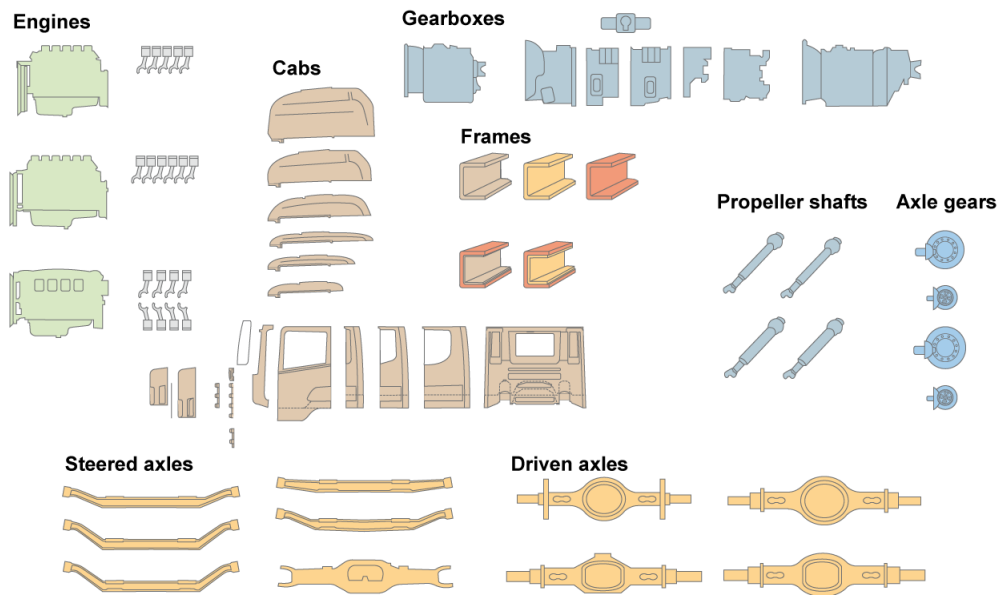 Engines
Gearboxes
Cabs
Frames
Propeller shafts
Axle gears
Steered axles
Driven axles